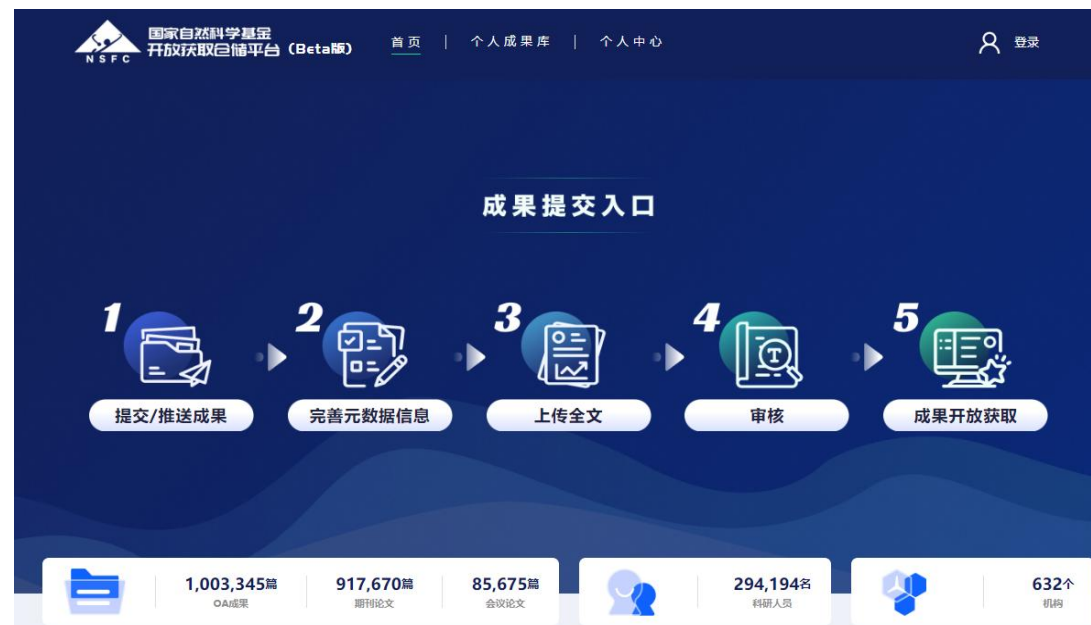 国家自然科学基金
开放获取仓储平台（Beta版） 首页 | 个人成果库 | 个人中心 登录
NSFC
成果提交入口
1 2 3 4 5
提交/推送成果 完善元数据信息 上传全文 审核 成果开放获取
1,003,345篇 917,670篇 85,675篇 294,194名 632个
OA成果 期刊论文 会议论文 科研人员 机构